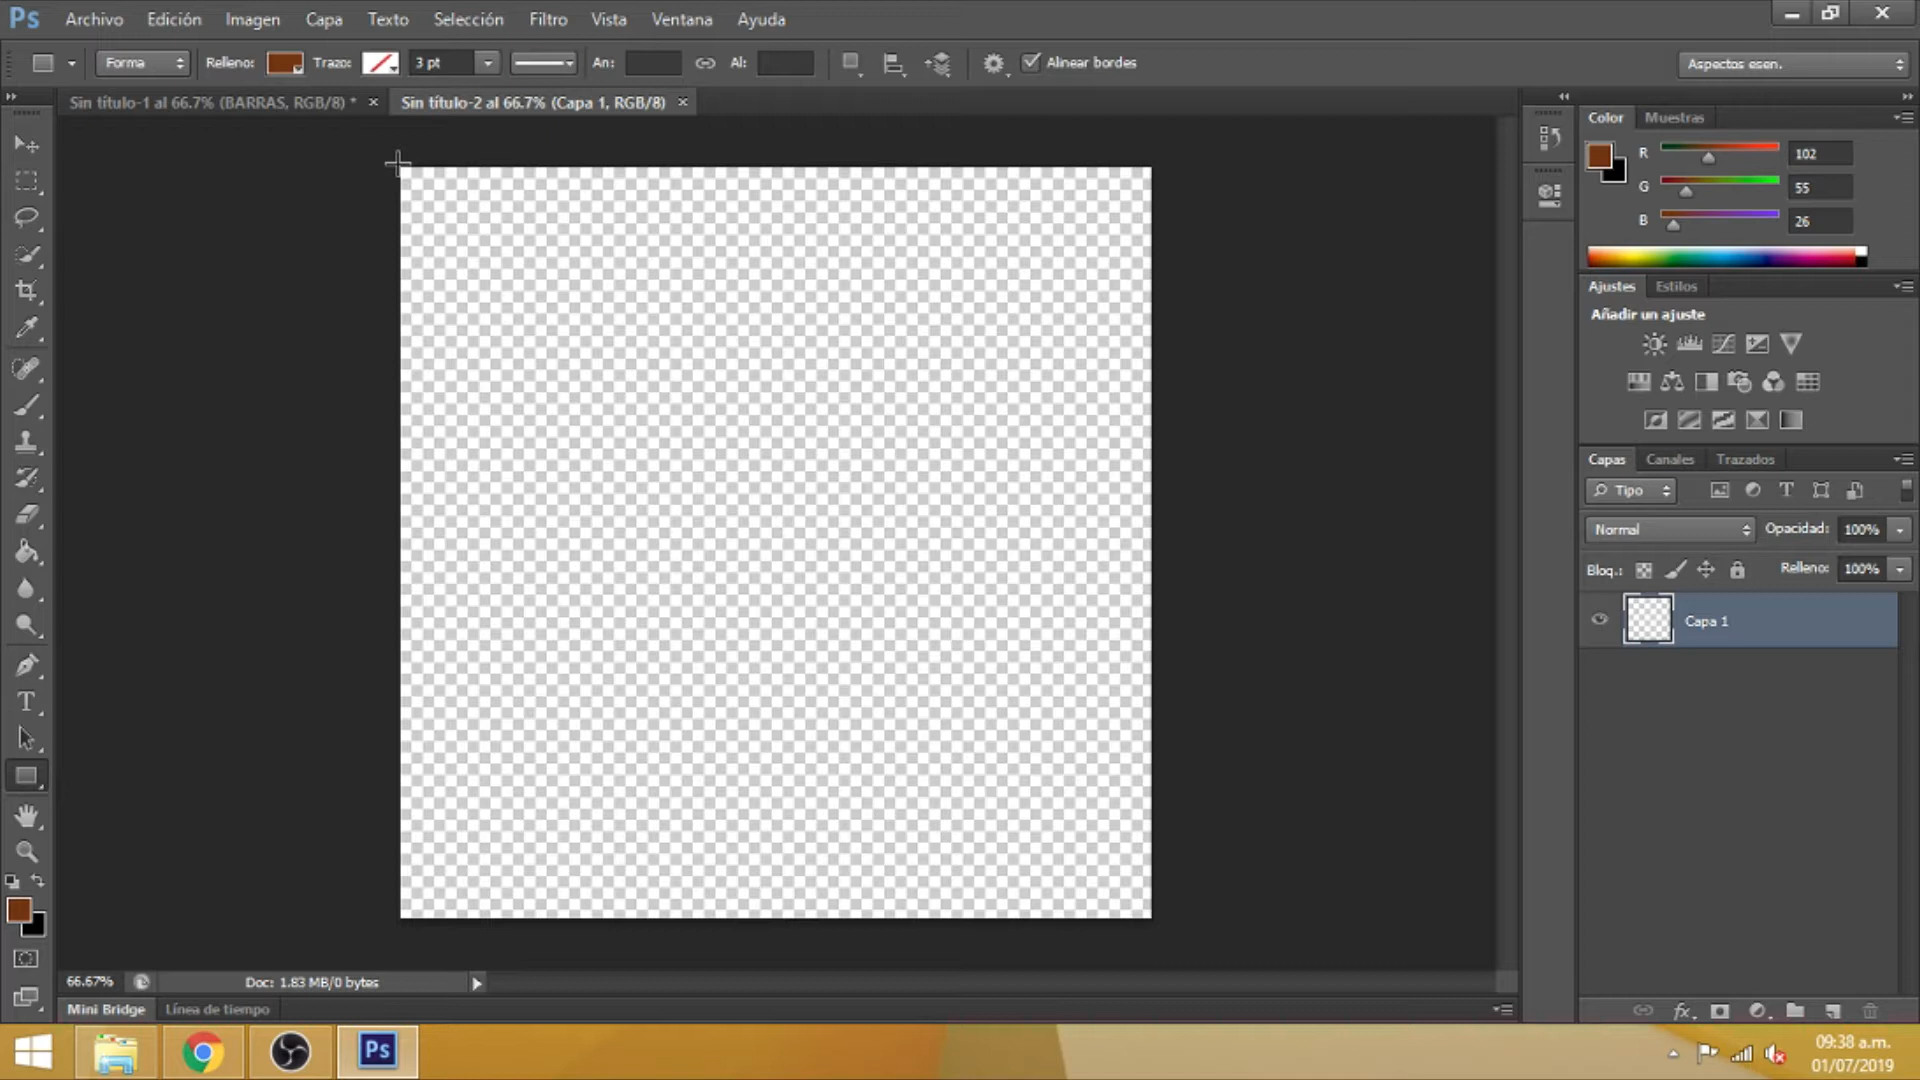 Ps Archivo Edición Imagen Capa Texto Selección Filtro Vista Ventana Ayuda
Forma Relleno: Trazo: 3 pt An: Al: Alinear bordes Aspectos esen.
Sin título-1 al 66.7% (BARRAS, RGB/8) * × Sin título-2 al 66.7% (Capa 1, RGB/8) ×
Color Muestras
R 102
G 55
B 26
Ajustes Estilos
Añadir un ajuste
Capas Canales Trazados
Tipo
Normal Opacidad: 100%
Bloq.: Relleno: 100%
Capa 1
66.67% Doc: 1.83 MB/0 bytes
Mini Bridge Línea de tiempo
Ps
09:38 a.m.
01/07/2019